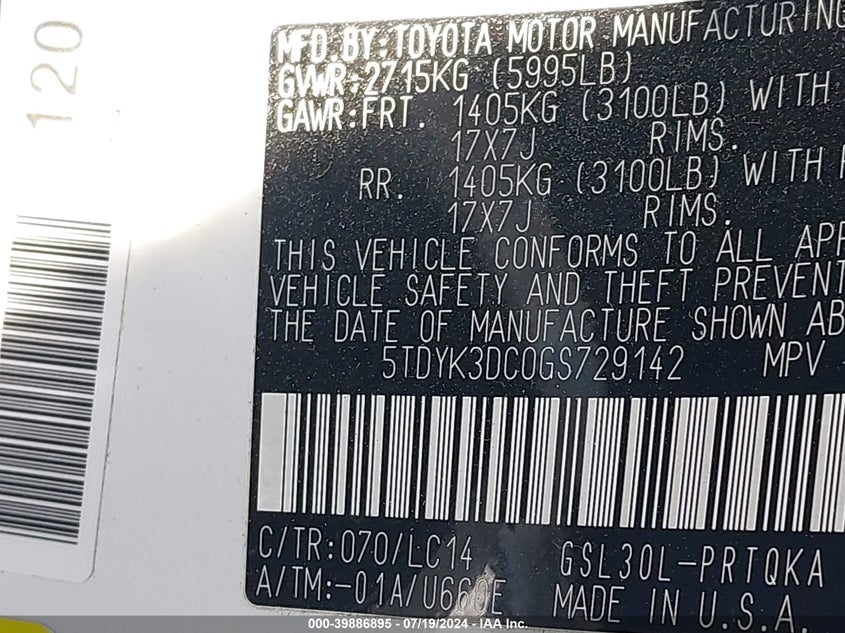 120
MFD.BY:TOYOTA MOTOR MANUFACTURING
GVWR:2715KG (5995LB)
GAWR:FRT. 1405KG (3100LB) WITH
17X7J RIMS.
RR. 1405KG (3100LB) WITH
17X7J RIMS.
THIS VEHICLE CONFORMS TO ALL APP
VEHICLE SAFETY AND THEFT PREVENT
THE DATE OF MANUFACTURE SHOWN AB
5TDYK3DC0GS729142 MPV
C/TR:070/LC14 GSL30L-PRTQKA
A/TM:-01A/U660E MADE IN U.S.A.
000-39886895 - 07/19/2024 - IAA Inc.